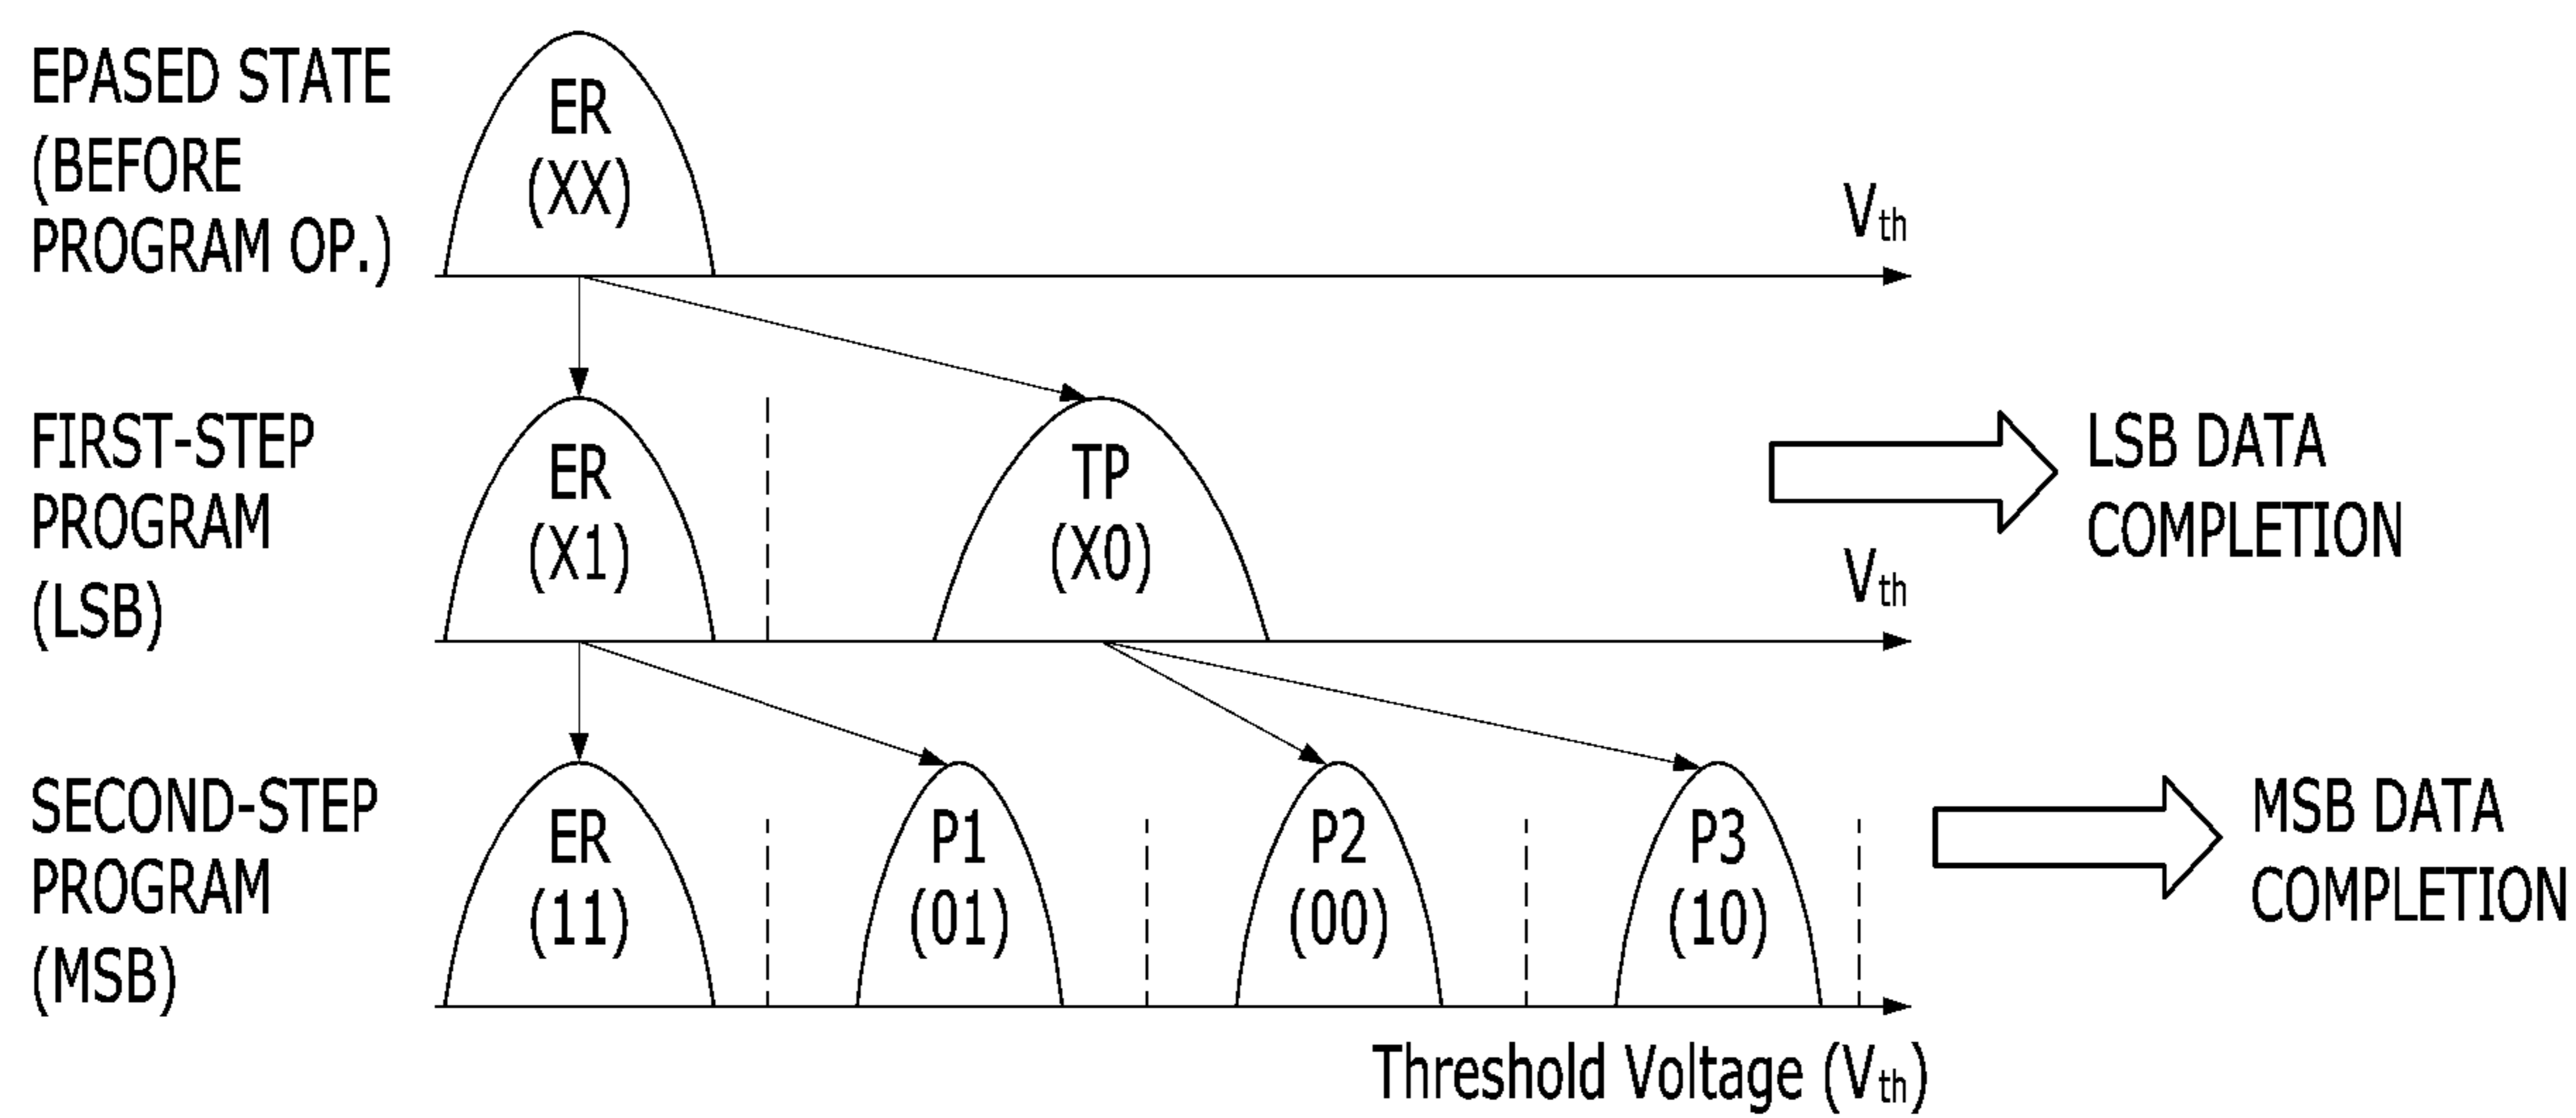 EPASED STATE
(BEFORE
PROGRAM OP.)
ER
(XX)
Vth
FIRST-STEP
PROGRAM
(LSB)
ER
(X1)
TP
(X0)
Vth
LSB DATA
COMPLETION
SECOND-STEP
PROGRAM
(MSB)
ER
(11)
P1
(01)
P2
(00)
P3
(10)
MSB DATA
COMPLETION
Threshold Voltage (Vth)